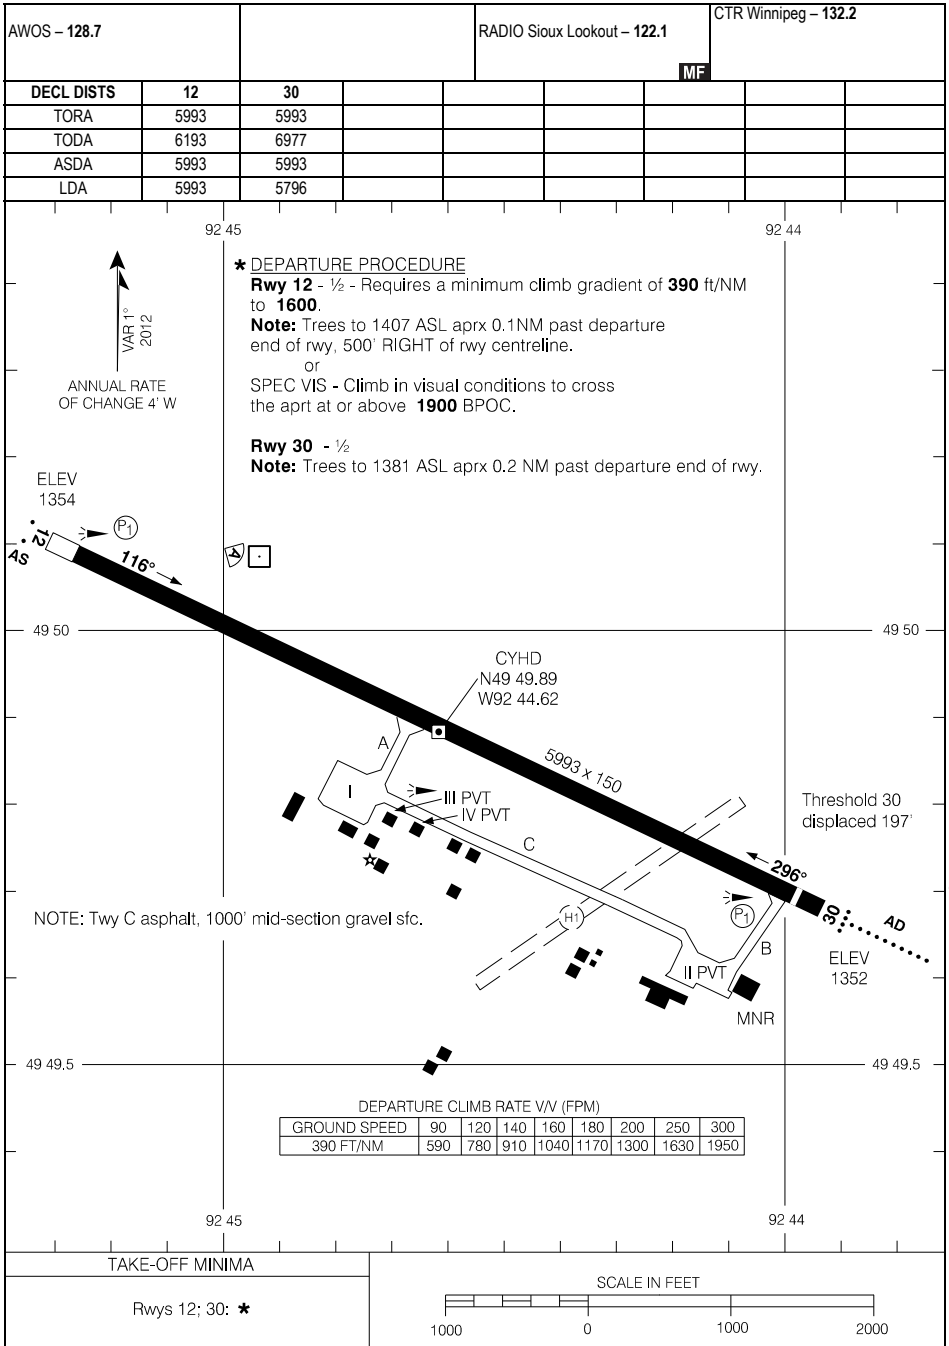 AWOS – 128.7
RADIO Sioux Lookout – 122.1
MF
CTR Winnipeg – 132.2
DECL DISTS 12 30
TORA 5993 5993
TODA 6193 6977
ASDA 5993 5993
LDA 5993 5796
92 45
92 44
VAR 1°
2012
ANNUAL RATE
OF CHANGE 4' W
* DEPARTURE PROCEDURE
Rwy 12 - ½ - Requires a minimum climb gradient of 390 ft/NM
to 1600.
Note: Trees to 1407 ASL aprx 0.1NM past departure
end of rwy, 500' RIGHT of rwy centreline.
or
SPEC VIS - Climb in visual conditions to cross
the aprt at or above 1900 BPOC.
Rwy 30 - ½
Note: Trees to 1381 ASL aprx 0.2 NM past departure end of rwy.
ELEV
1354
P1
12
AS
116°
A
49 50
49 50
CYHD
N49 49.89
W92 44.62
A
5993 x 150
I
III PVT
IV PVT
C
Threshold 30
displaced 197'
296°
P1
30
AD
NOTE: Twy C asphalt, 1000' mid-section gravel sfc.
H1
B
ELEV
1352
II PVT
MNR
49 49.5
49 49.5
DEPARTURE CLIMB RATE V/V (FPM)
GROUND SPEED 90 120 140 160 180 200 250 300
390 FT/NM 590 780 910 1040 1170 1300 1630 1950
92 45
92 44
TAKE-OFF MINIMA
Rwys 12; 30: *
SCALE IN FEET
1000 0 1000 2000